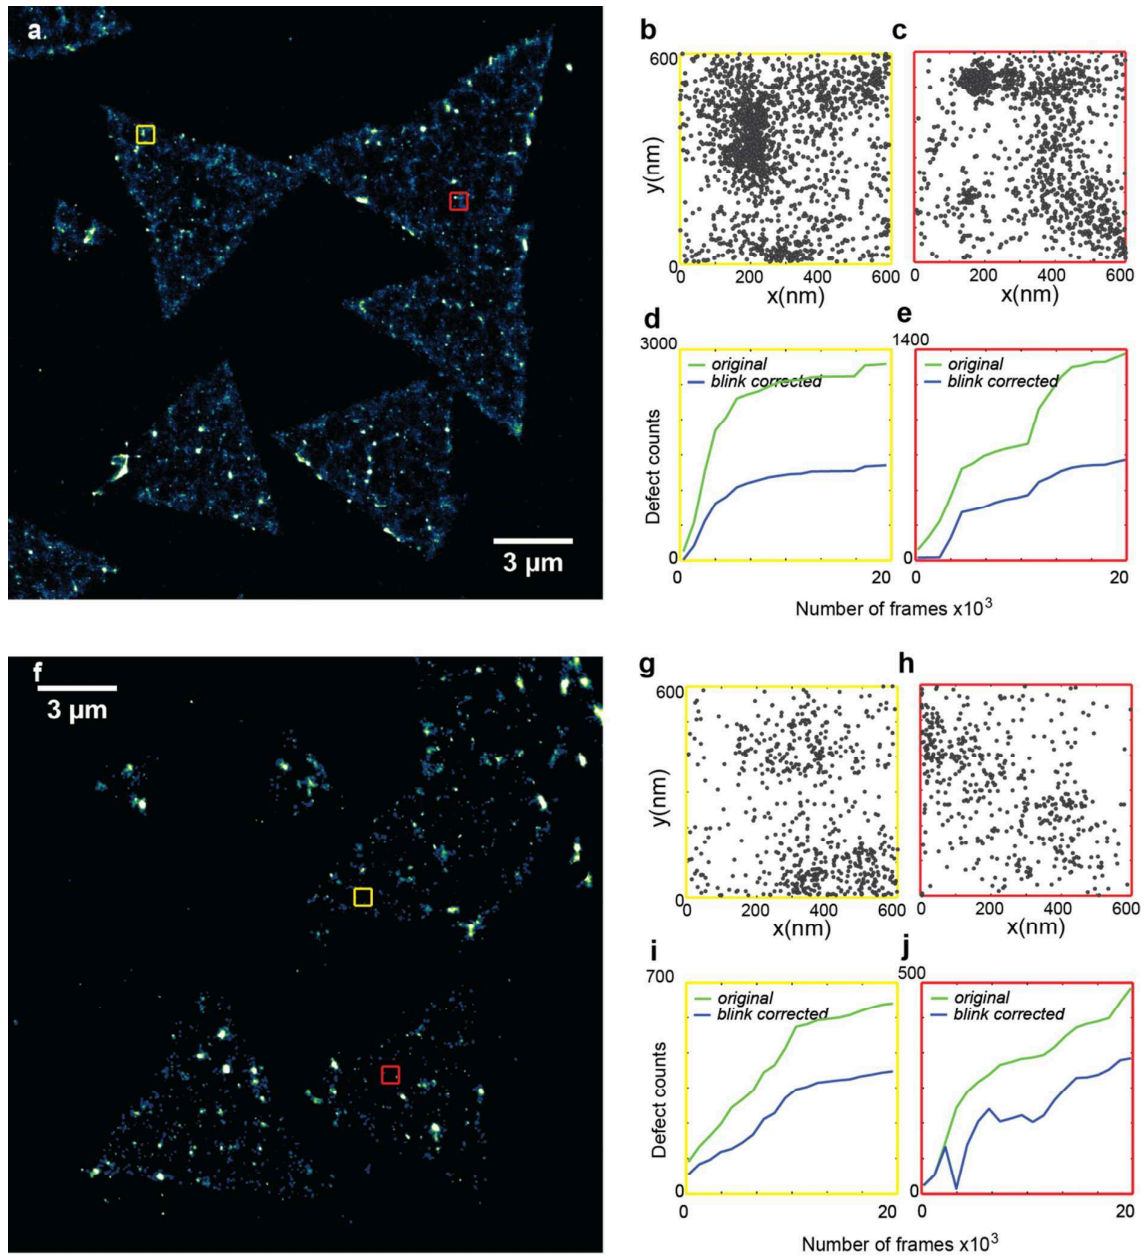 a.
3 µm
b
600
y(nm)
0
0 200 400 600
x(nm)
c
0 200 400 600
x(nm)
d
3000
original
blink corrected
Defect counts
0
0 20
e
1400
original
blink corrected
0
0 20
Number of frames x10³
f
3 µm
g
600
y(nm)
0
0 200 400 600
x(nm)
h
0 200 400 600
x(nm)
i
700
original
blink corrected
Defect counts
0
0 20
j
500
original
blink corrected
0
0 20
Number of frames x10³